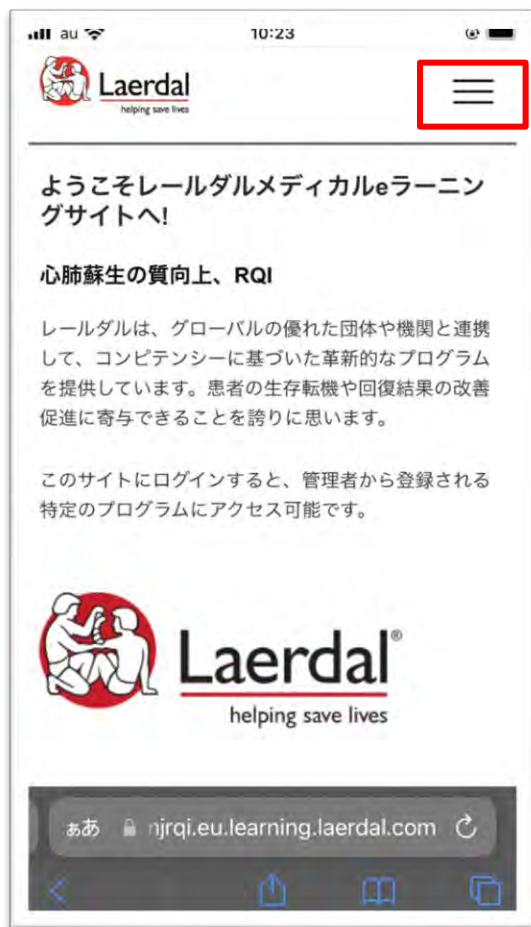 au 10:23
Laerdal
helping save lives
ようこそレールダルメディカルeラーニン
グサイトへ!
心肺蘇生の質向上、RQI
レールダルは、グローバルの優れた団体や機関と連携
して、コンピテンシーに基づいた革新的なプログラム
を提供しています。患者の生存転機や回復結果の改善
促進に寄与できることを誇りに思います。
このサイトにログインすると、管理者から登録される
特定のプログラムにアクセス可能です。
Laerdal®
helping save lives
ぁあ njrqi.eu.learning.laerdal.com